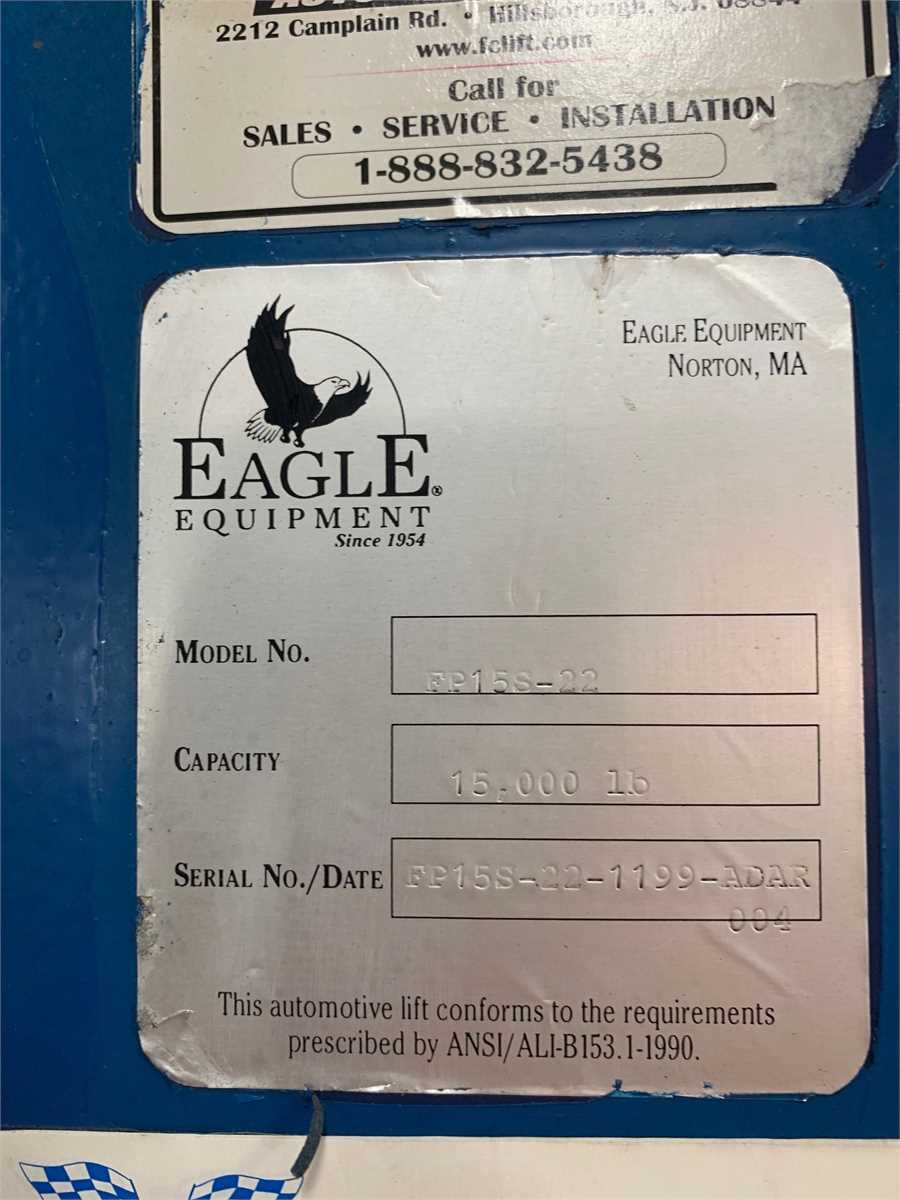 2212 Camplain Rd. • Hillsborough, N.J. 08844
www.fclift.com
Call for
SALES • SERVICE • INSTALLATION
1-888-832-5438
EAGLE EQUIPMENT
NORTON, MA
EAGLE®
EQUIPMENT
Since 1954
MODEL NO.
FP15S-22
CAPACITY
15,000 lb
SERIAL NO./DATE
FP15S-22-1199-ADAR
004
This automotive lift conforms to the requirements
prescribed by ANSI/ALI-B153.1-1990.